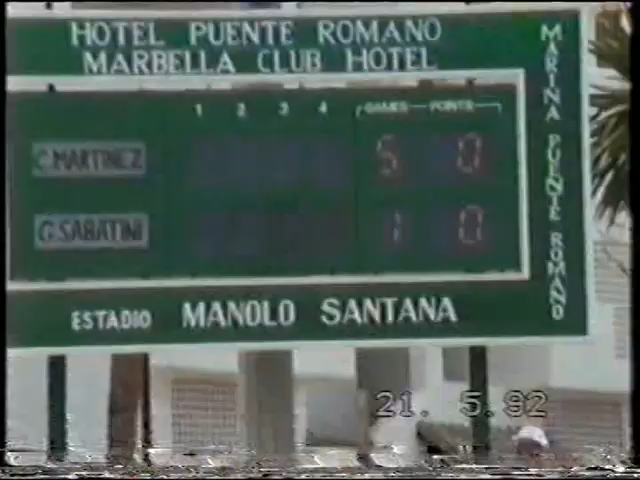 HOTEL PUENTE ROMANO
MARBELLA CLUB HOTEL
MARINA PUENTE ROMANO
1 2 3 4 GAMES POINTS
C.MARTINEZ 5 0
G.SABATINI 1 0
ESTADIO MANOLO SANTANA
21. 5.92